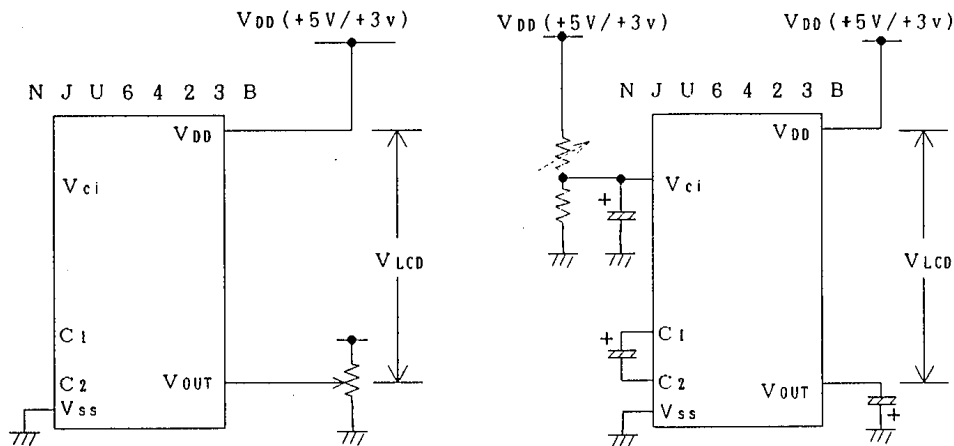 VDD (+5V/+3v)
NJU6423B
VDD
Vci
VLCD
C1
C2
VOUT
Vss
VDD (+5V/+3v)
VDD (+5V/+3v)
NJU6423B
VDD
+
Vci
VLCD
+
C1
C2
VOUT
Vss
+